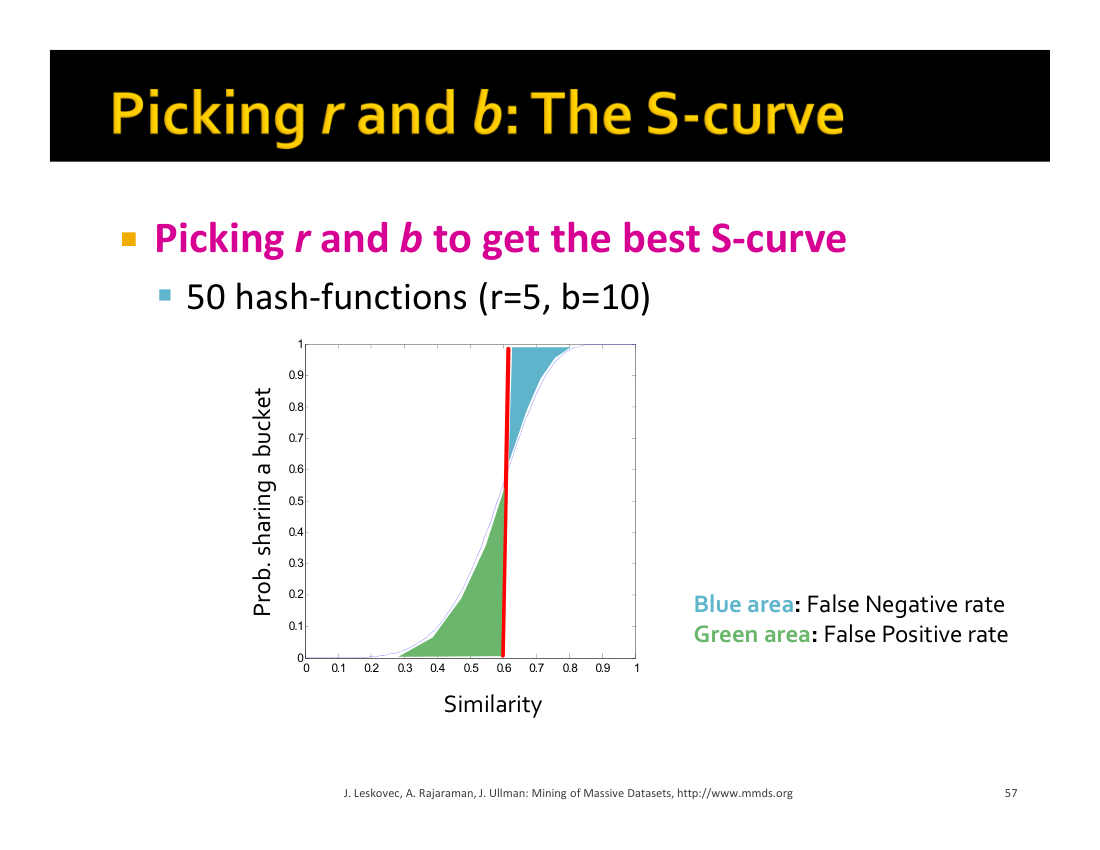 Picking r and b: The S-curve
Picking r and b to get the best S-curve
50 hash-functions (r=5, b=10)
Prob. sharing a bucket
1
0.9
0.8
0.7
0.6
0.5
0.4
0.3
0.2
0.1
0
0 0.1 0.2 0.3 0.4 0.5 0.6 0.7 0.8 0.9 1
Similarity
Blue area: False Negative rate
Green area: False Positive rate
J. Leskovec, A. Rajaraman, J. Ullman: Mining of Massive Datasets, http://www.mmds.org
57